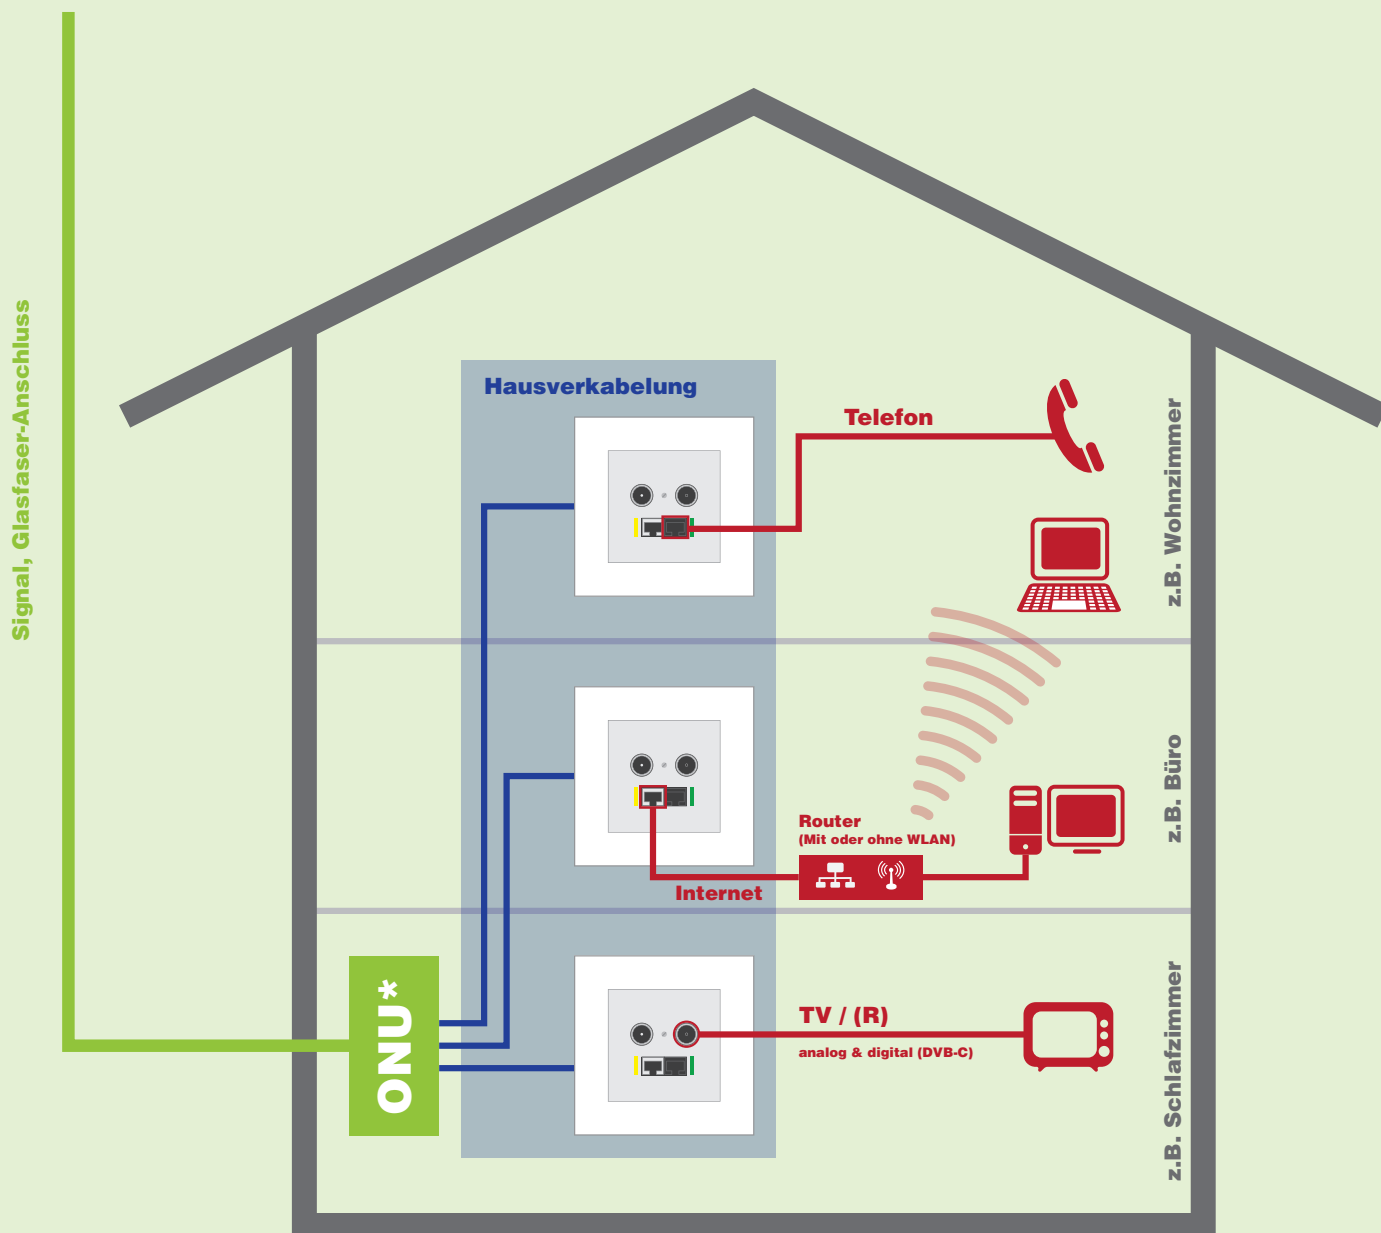 Signal, Glasfaser-Anschluss
Hausverkabelung
Telefon
z.B. Wohnzimmer
Router
(Mit oder ohne WLAN)
Internet
z.B. Büro
ONU*
TV / (R)
analog & digital (DVB-C)
z.B. Schlafzimmer